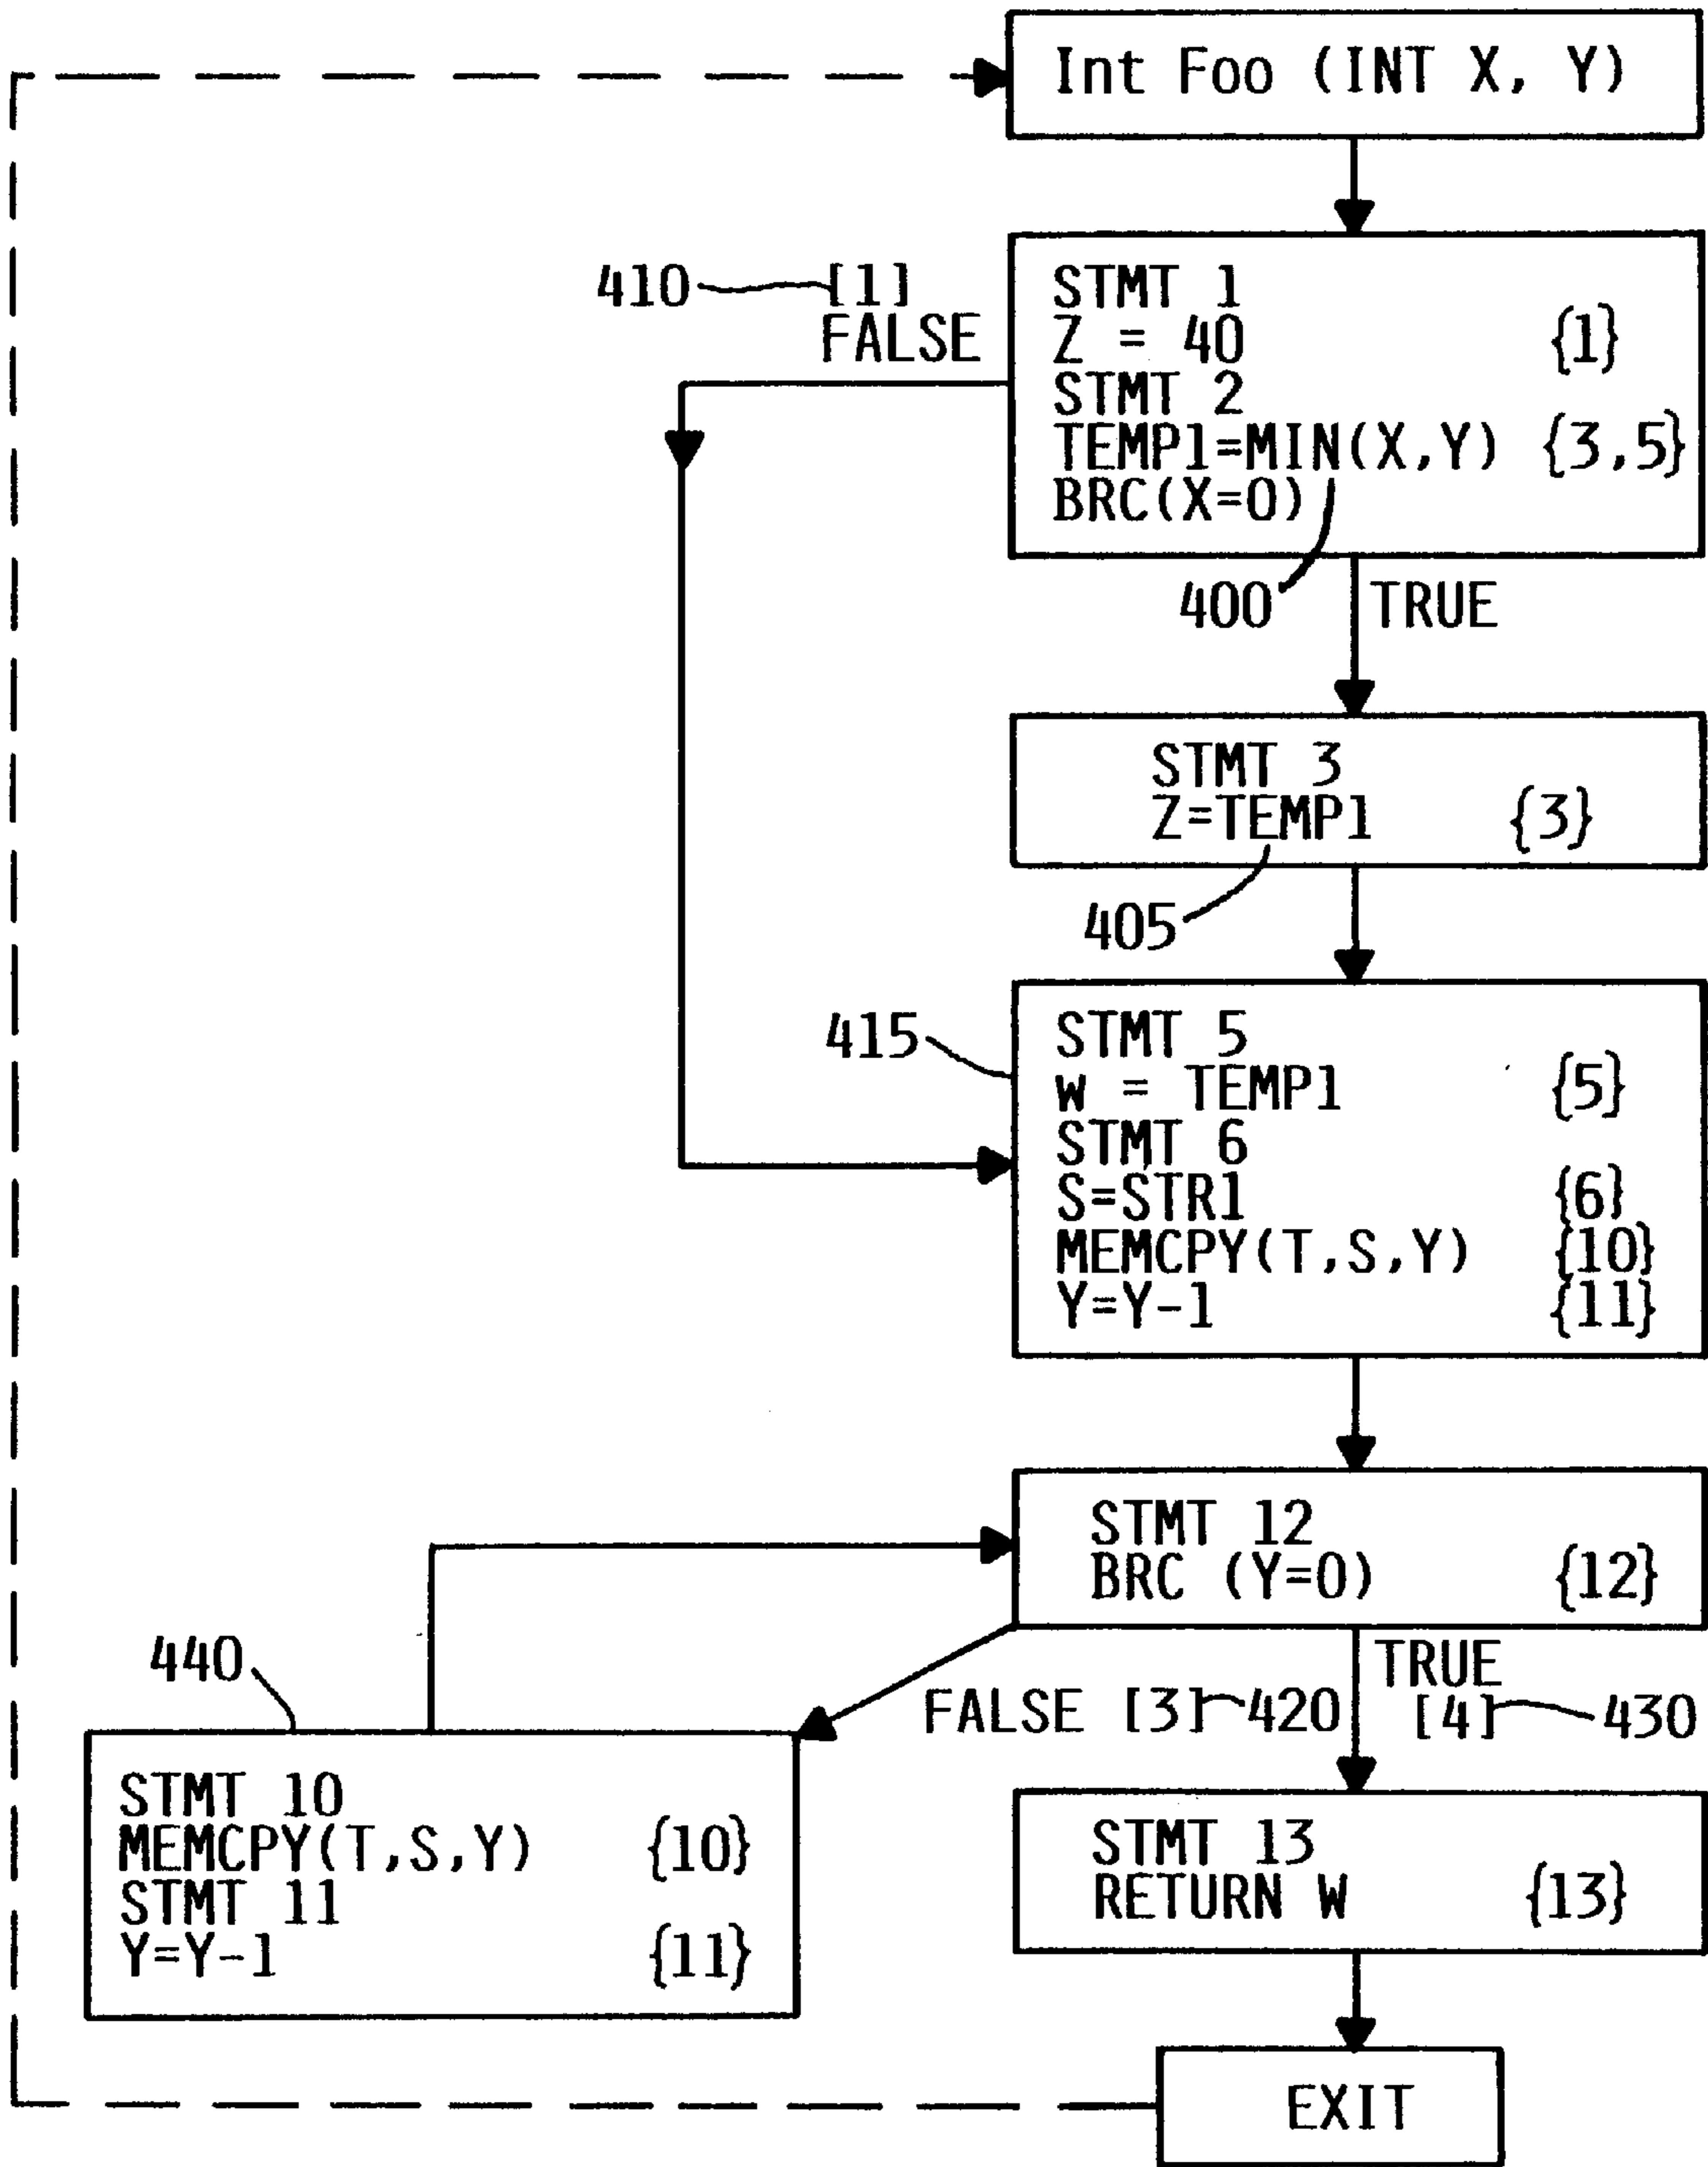 Int Foo (INT X, Y)
410 [1]
FALSE
STMT 1
Z = 40 {1}
STMT 2
TEMP1=MIN(X,Y) {3,5}
BRC(X=0)
400
TRUE
STMT 3
Z=TEMP1 {3}
405
415
STMT 5
W = TEMP1 {5}
STMT 6
S=STR1 {6}
MEMCPY(T,S,Y) {10}
Y=Y-1 {11}
STMT 12
BRC (Y=0) {12}
440
FALSE [3] 420
TRUE
[4] 430
STMT 10
MEMCPY(T,S,Y) {10}
STMT 11
Y=Y-1 {11}
STMT 13
RETURN W {13}
EXIT